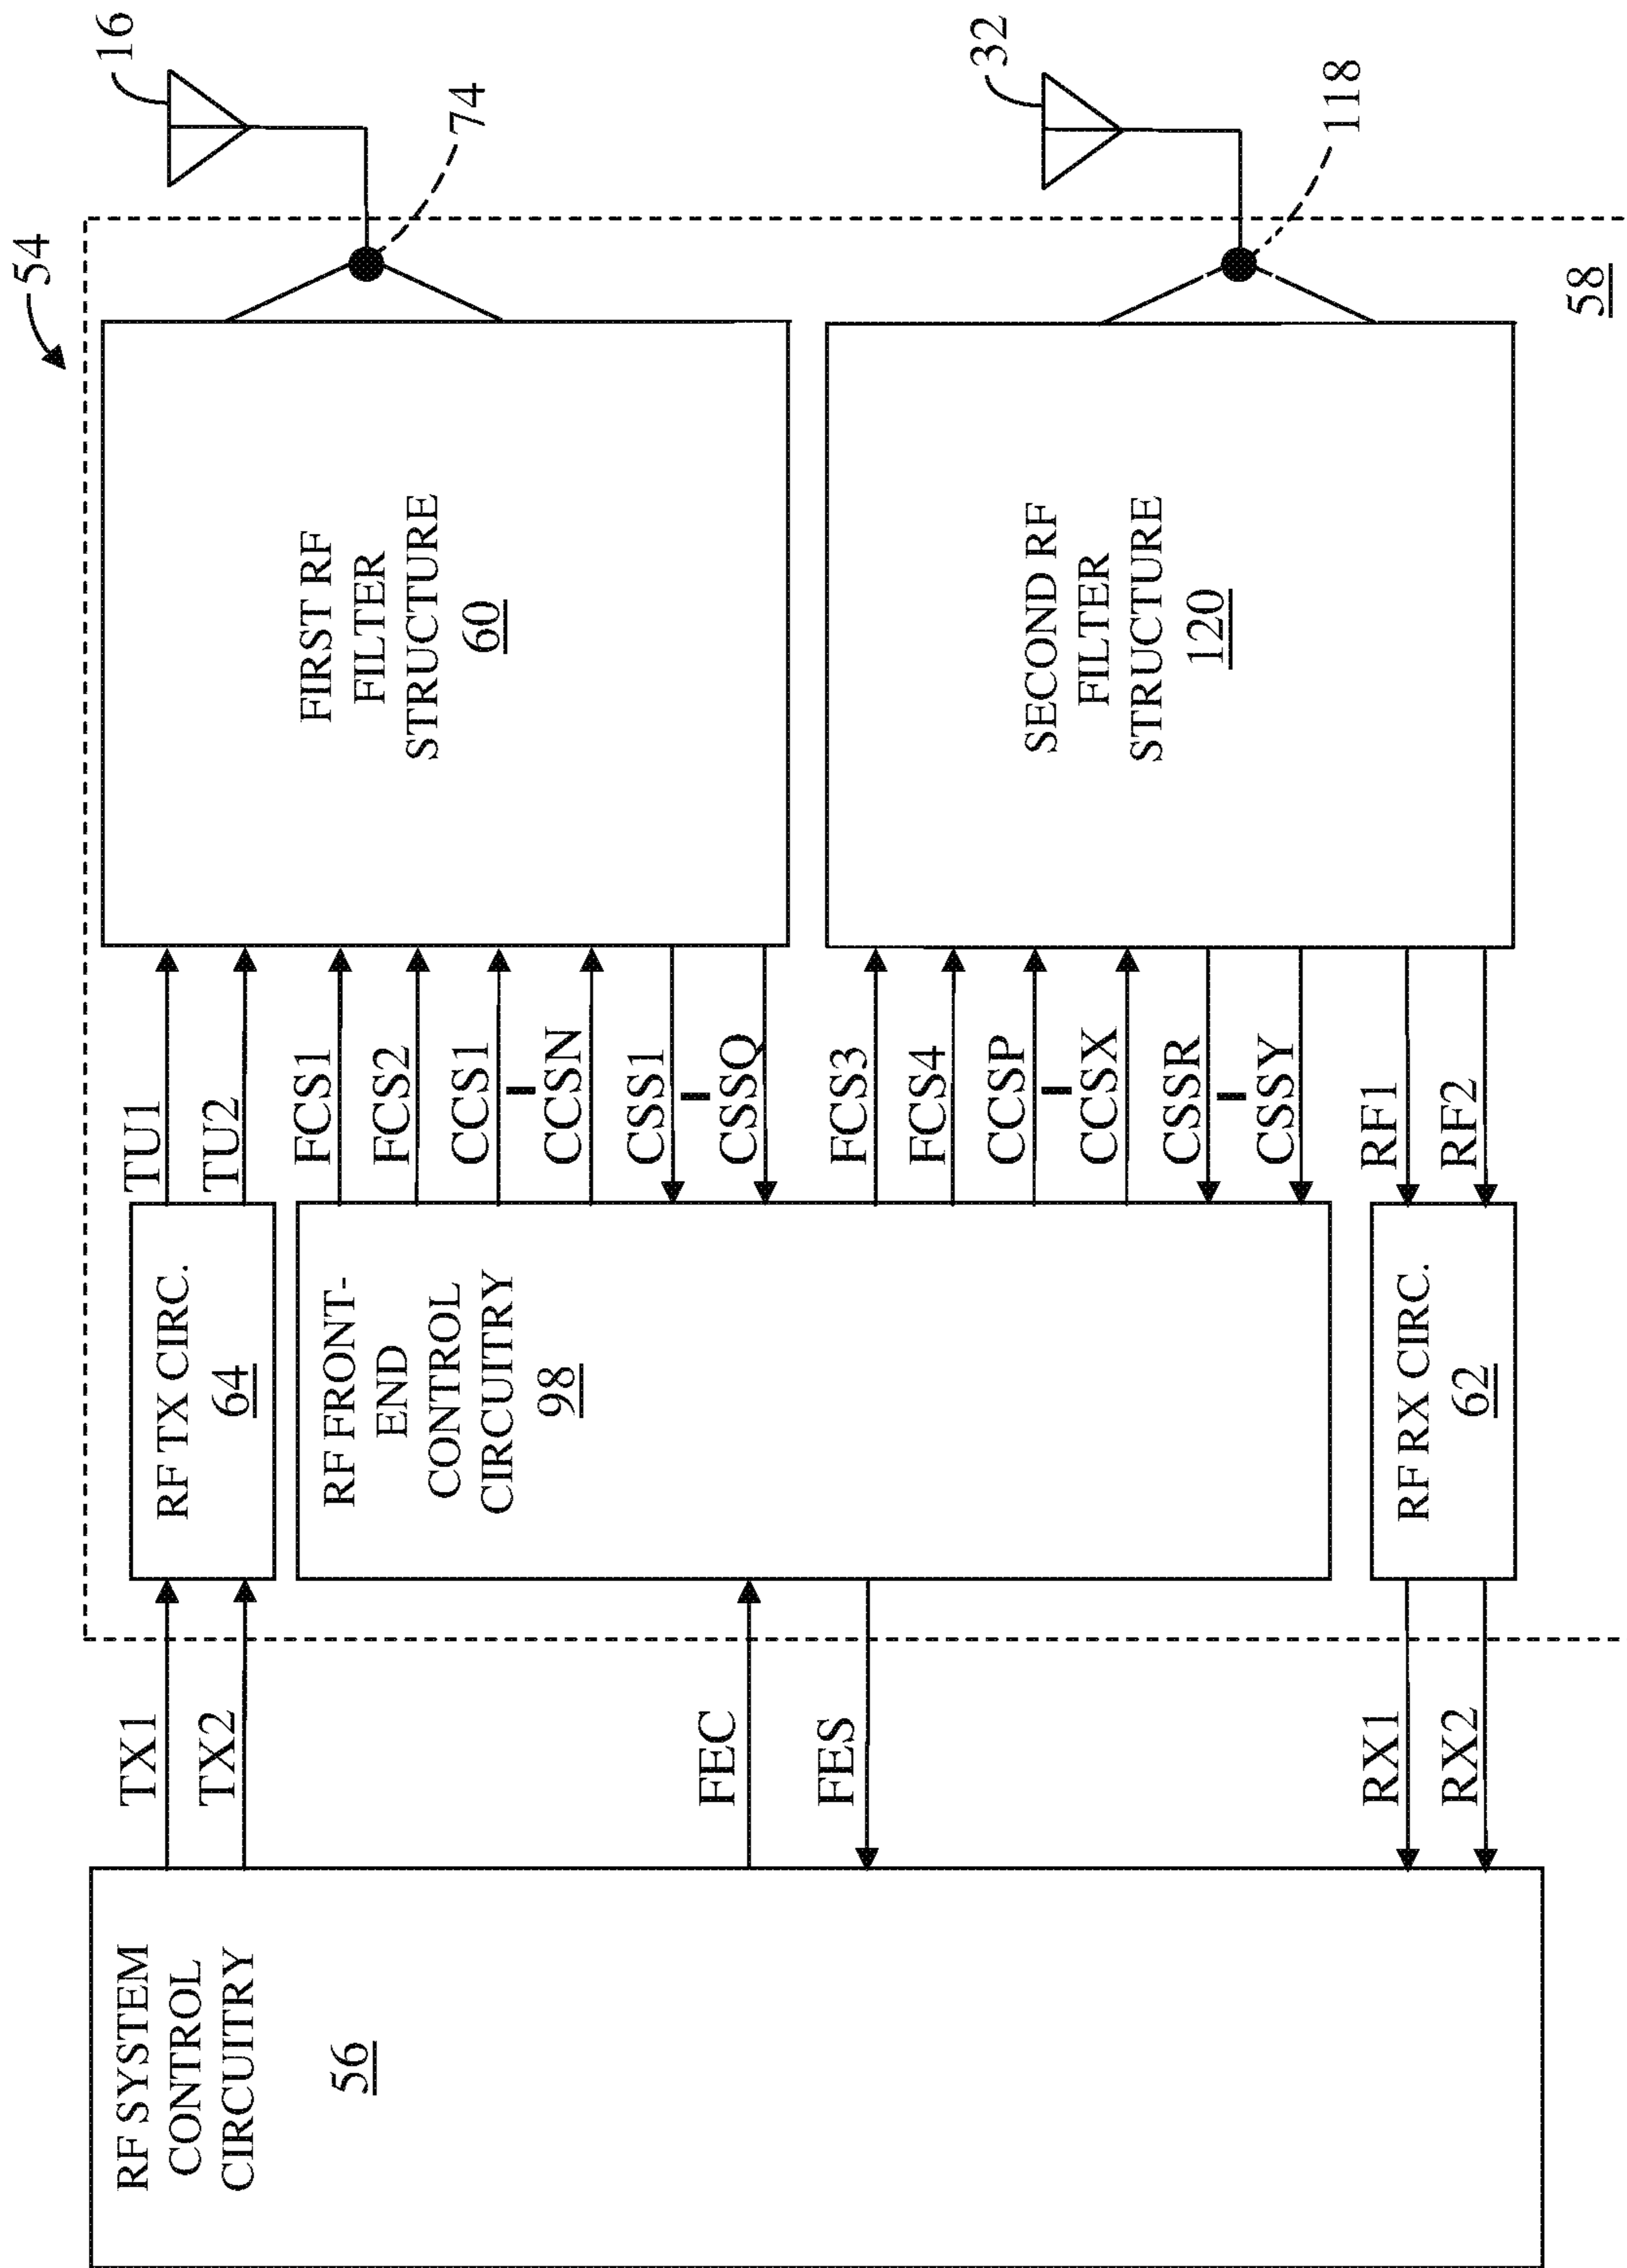 54
RF SYSTEM
CONTROL
CIRCUITRY
56
TX1
TX2
FEC
FES
RX1
RX2
RF TX CIRC.
64
RF FRONT-
END
CONTROL
CIRCUITRY
98
RF RX CIRC.
62
TU1
TU2
FCS1
FCS2
CCS1
CCSN
CSS1
CSSQ
FCS3
FCS4
CCSP
CCSX
CSSR
CSSY
RF1
RF2
FIRST RF
FILTER
STRUCTURE
60
SECOND RF
FILTER
STRUCTURE
120
16
74
32
118
58